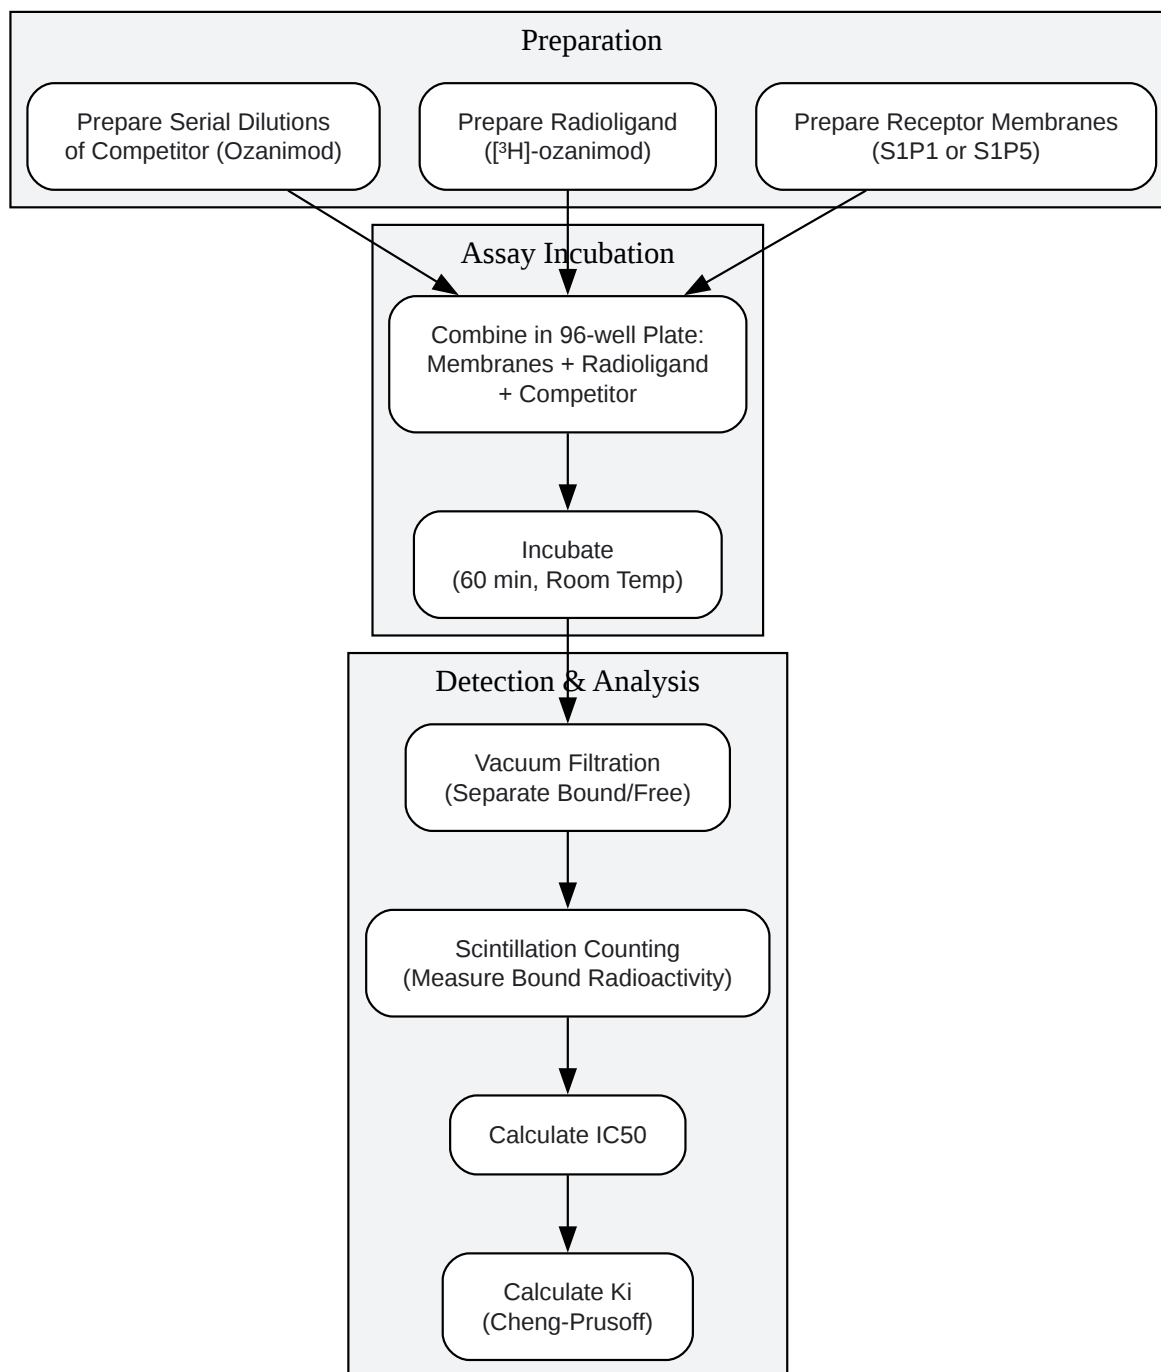 Preparation
Prepare Serial Dilutions
of Competitor (Ozanimod)
Prepare Radioligand
([³H]-ozanimod)
Prepare Receptor Membranes
(S1P1 or S1P5)
Assay Incubation
Combine in 96-well Plate:
Membranes + Radioligand
+ Competitor
Incubate
(60 min, Room Temp)
Detection & Analysis
Vacuum Filtration
(Separate Bound/Free)
Scintillation Counting
(Measure Bound Radioactivity)
Calculate IC50
Calculate Ki
(Cheng-Prusoff)